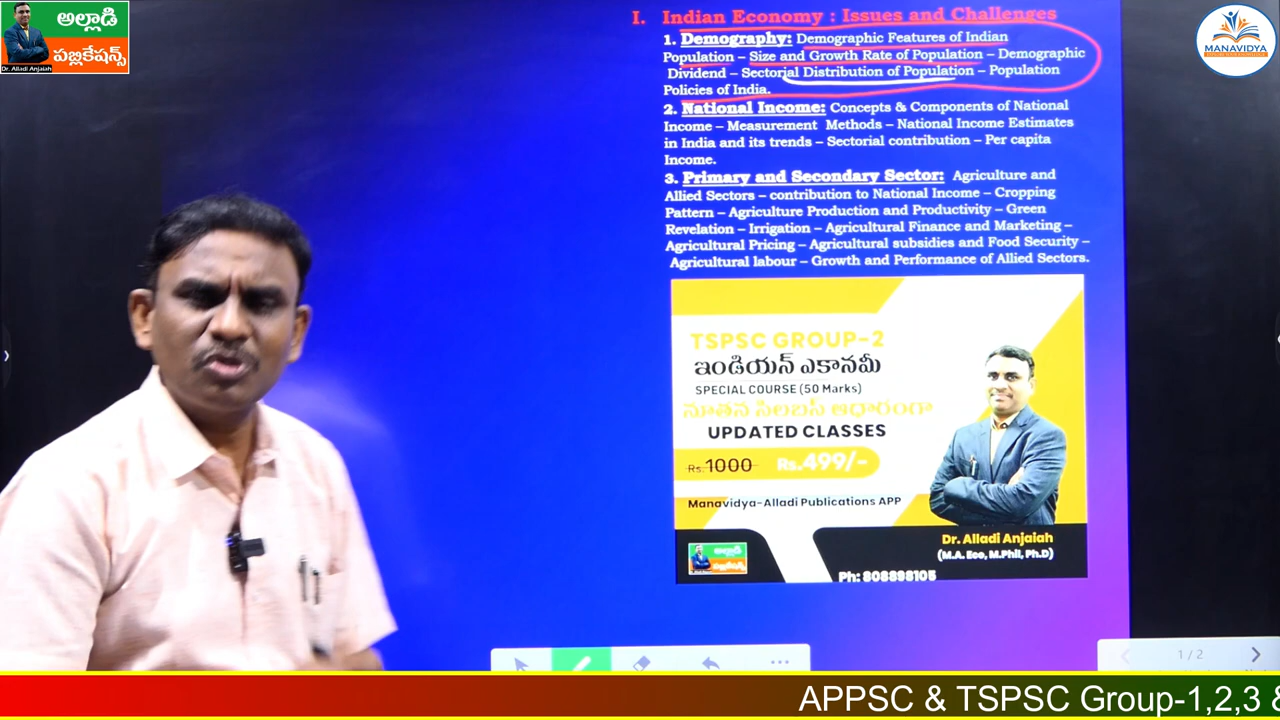 అల్లాడి
పబ్లికేషన్స్
Dr. Alladi Anjaiah
MANAVIDYA
I. Indian Economy : Issues and Challenges
1. Demography: Demographic Features of Indian
Population – Size and Growth Rate of Population – Demographic
Dividend – Sectorial Distribution of Population – Population
Policies of India.
2. National Income: Concepts & Components of National
Income – Measurement Methods – National Income Estimates
in India and its trends – Sectorial contribution – Per capita
Income.
3. Primary and Secondary Sector: Agriculture and
Allied Sectors – contribution to National Income – Cropping
Pattern – Agriculture Production and Productivity – Green
Revelation – Irrigation – Agricultural Finance and Marketing –
Agricultural Pricing – Agricultural subsidies and Food Security –
Agricultural labour – Growth and Performance of Allied Sectors.
TSPSC GROUP-2
ఇండియన్ ఎకానమీ
SPECIAL COURSE (50 Marks)
నూతన సిలబస్ ఆధారంగా
UPDATED CLASSES
Rs.1000 Rs.499/-
Manavidya-Alladi Publications APP
Dr. Alladi Anjaiah
(M.A. Eco, M.Phil, Ph.D)
Ph: 808898105
1 / 2
APPSC & TSPSC Group-1,2,3 &